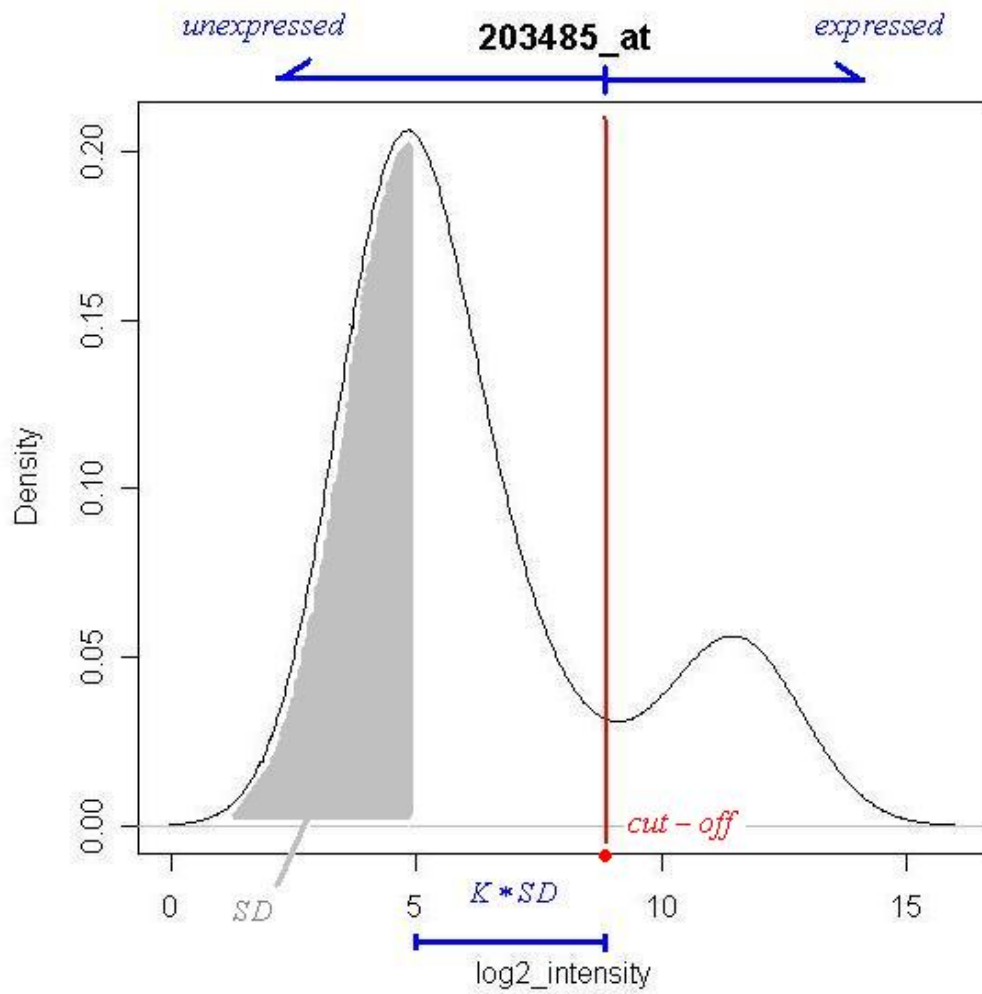 unexpressed
203485_at
expressed
Density
0.20
0.15
0.10
0.05
0.00
cut-off
0
5
10
15
SD
K*SD
log2_intensity